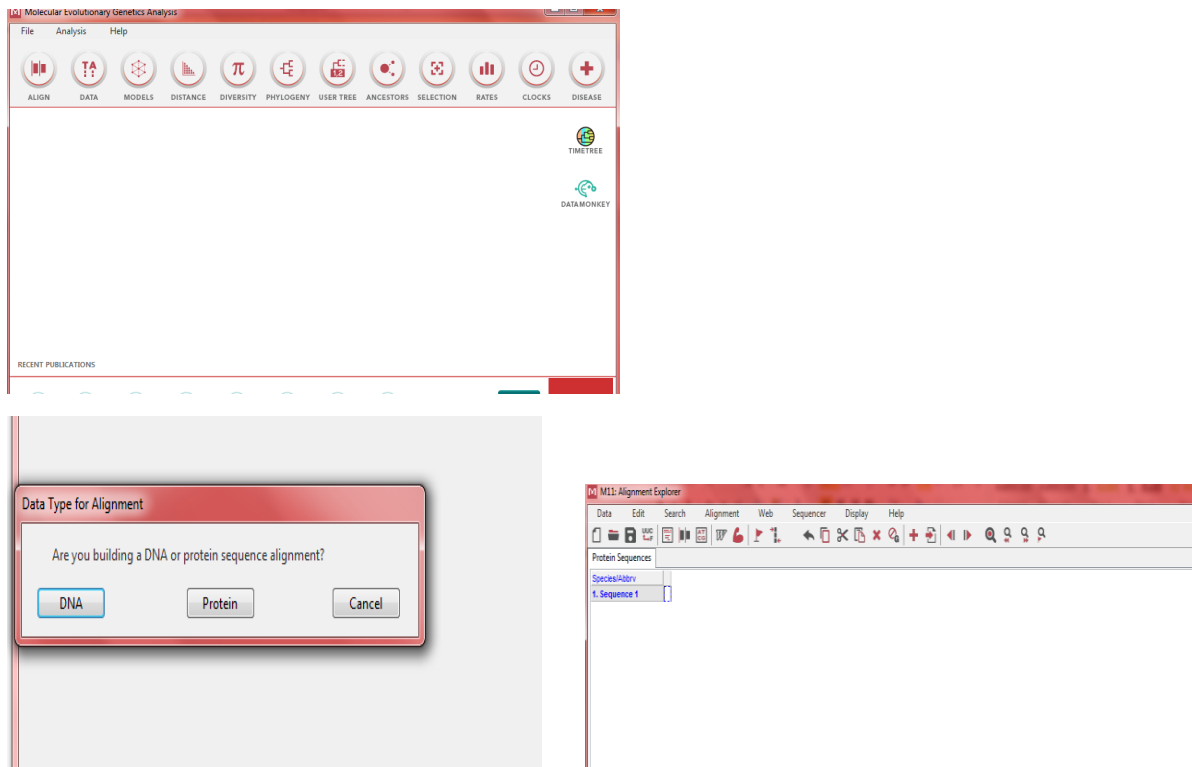 Molecular Evolutionary Genetics Analysis
File Analysis Help
TA
π
1.2
ALIGN DATA MODELS DISTANCE DIVERSITY PHYLOGENY USER TREE ANCESTORS SELECTION RATES CLOCKS DISEASE
TIMETREE
DATAMONKEY
RECENT PUBLICATIONS
Data Type for Alignment
Are you building a DNA or protein sequence alignment?
DNA Protein Cancel
M M11: Alignment Explorer
Data Edit Search Alignment Web Sequencer Display Help
Protein Sequences
Species/Abbrv
1. Sequence 1